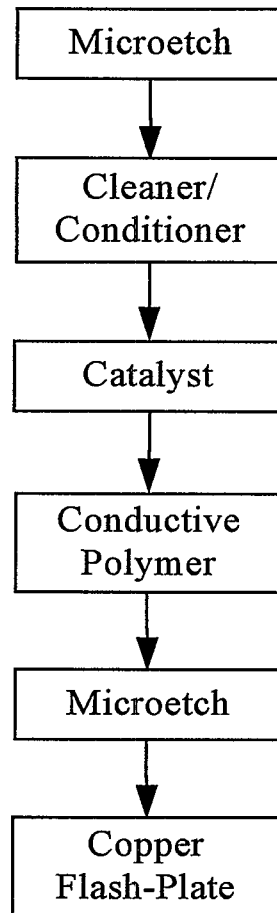 Microetch
Cleaner/
Conditioner
Catalyst
Conductive
Polymer
Microetch
Copper
Flash-Plate